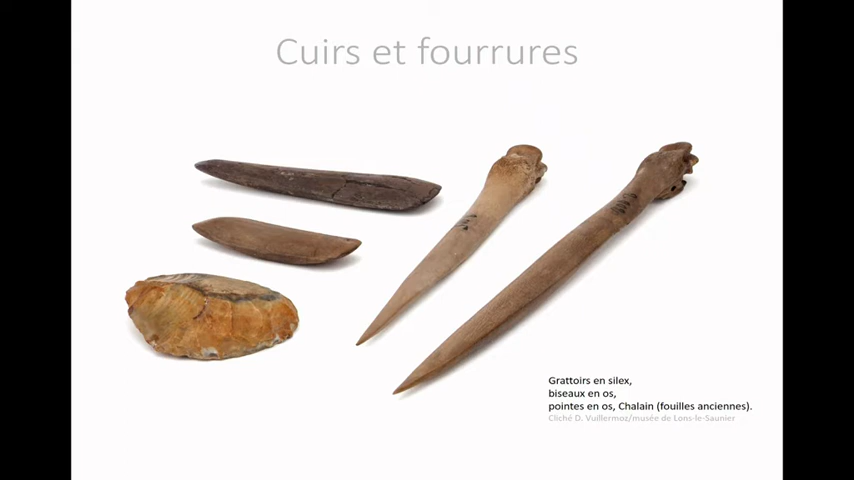 Cuirs et fourrures
Grattoirs en silex,
biseaux en os,
pointes en os, Chalain (fouilles anciennes).
Cliché D. Vuillermoz/musée de Lons-le-Saunier